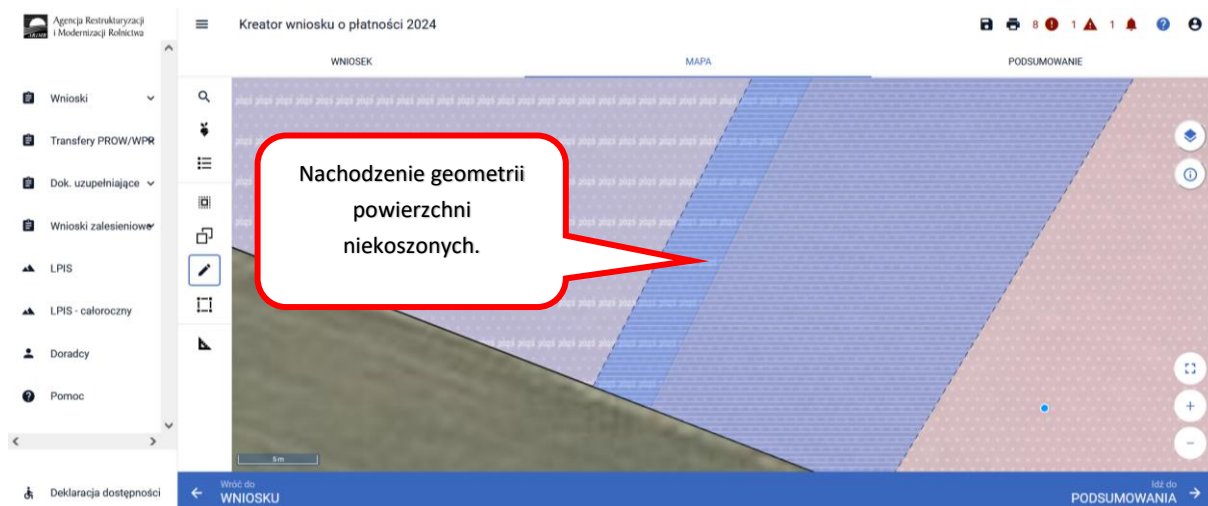 Agencja Restrukturyzacji
i Modernizacji Rolnictwa
Kreator wniosku o płatności 2024
8 1 1
WNIOSEK MAPA PODSUMOWANIE
Wnioski
Transfery PROW/WPR
Dok. uzupełniające
Wnioski zalesieniowe
LPIS
LPIS - całoroczny
Doradcy
Pomoc
Deklaracja dostępności
Nachodzenie geometrii
powierzchni
niekoszonych.
5m
Wróć do
WNIOSKU
Idź do
PODSUMOWANIA